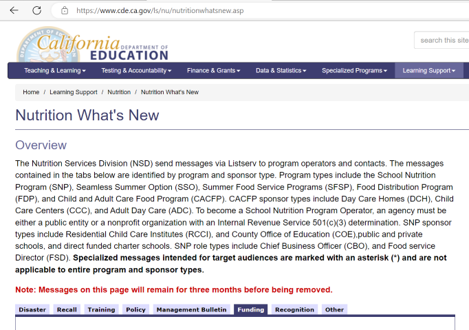 https://www.cde.ca.gov/ls/nu/nutritionwhatsnew.asp
California DEPARTMENT OF
EDUCATION
search this site
Teaching & Learning Testing & Accountability Finance & Grants Data & Statistics Specialized Programs Learning Support
Home / Learning Support / Nutrition / Nutrition What's New
Nutrition What's New
Overview
The Nutrition Services Division (NSD) send messages via Listserv to program operators and contacts. The messages
contained in the tabs below are identified by program and sponsor type. Program types include the School Nutrition
Program (SNP), Seamless Summer Option (SSO), Summer Food Service Programs (SFSP), Food Distribution Program
(FDP), and Child and Adult Care Food Program (CACFP). CACFP sponsor types include Day Care Homes (DCH), Child
Care Centers (CCC), and Adult Day Care (ADC). To become a School Nutrition Program Operator, an agency must be
either a public entity or a nonprofit organization with an Internal Revenue Service 501(c)(3) determination. SNP sponsor
types include Residential Child Care Institutes (RCCI), and County Office of Education (COE),public and private
schools, and direct funded charter schools. SNP role types include Chief Business Officer (CBO), and Food service
Director (FSD). Specialized messages intended for target audiences are marked with an asterisk (*) and are not
applicable to entire program and sponsor types.
Note: Messages on this page will remain for three months before being removed.
Disaster Recall Training Policy Management Bulletin Funding Recognition Other